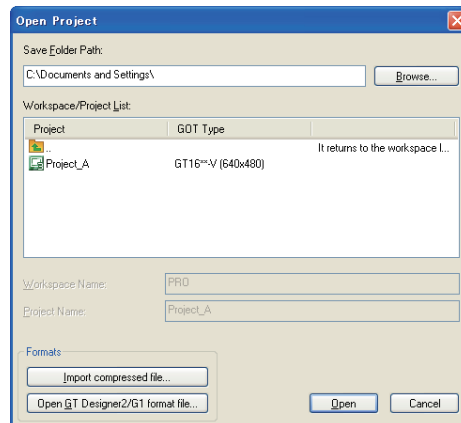 Open Project
Save Folder Path:
C:\Documents and Settings\
Browse...
Workspace/Project List:
Project GOT Type
.. It returns to the workspace l...
Project_A GT16**-V (640x480)
Workspace Name: PRO
Project Name: Project_A
Formats
Import compressed file...
Open GT Designer2/G1 format file...
Open Cancel